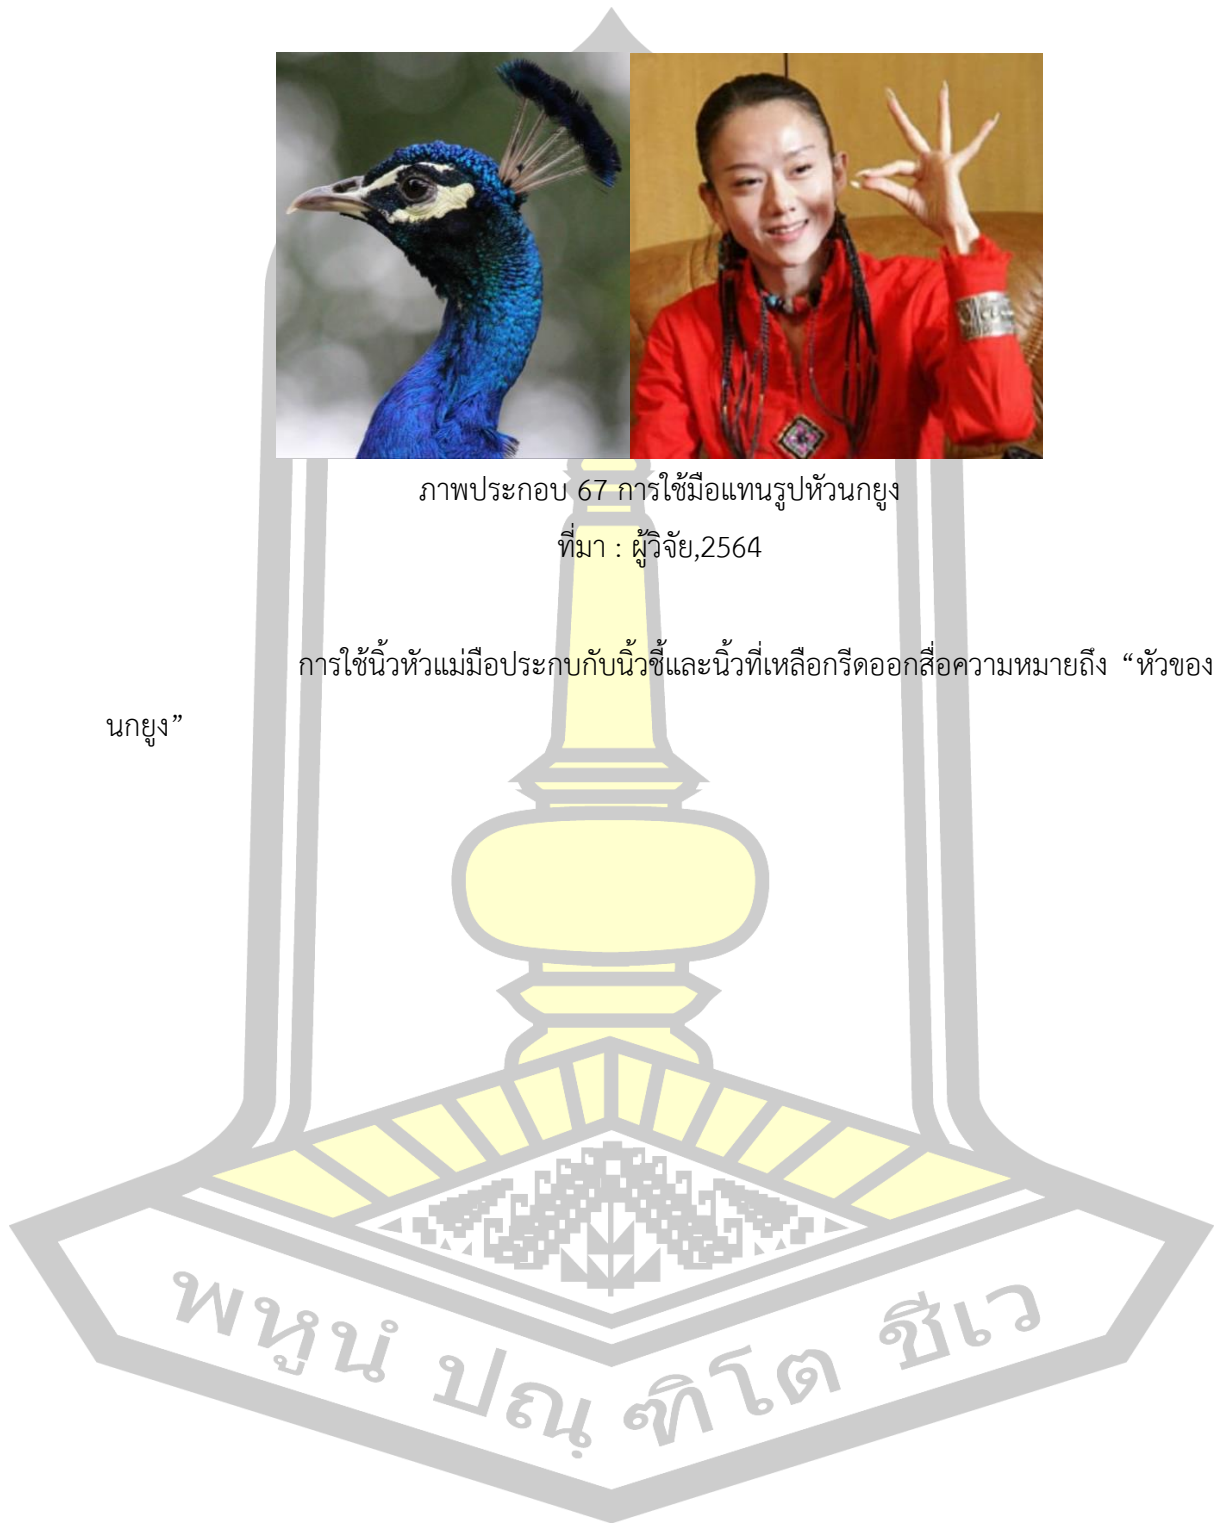 ภาพประกอบ 67 การใช้มือแทนรูปหัวนกยูง
ที่มา : ผู้วิจัย,2564
การใช้นิ้วหัวแม่มือประกบกับนิ้วชี้และนิ้วที่เหลือกรีดออกสื่อความหมายถึง “หัวของ
นกยูง”
พหูนํ ปณฺ ฑิโต ชีเว